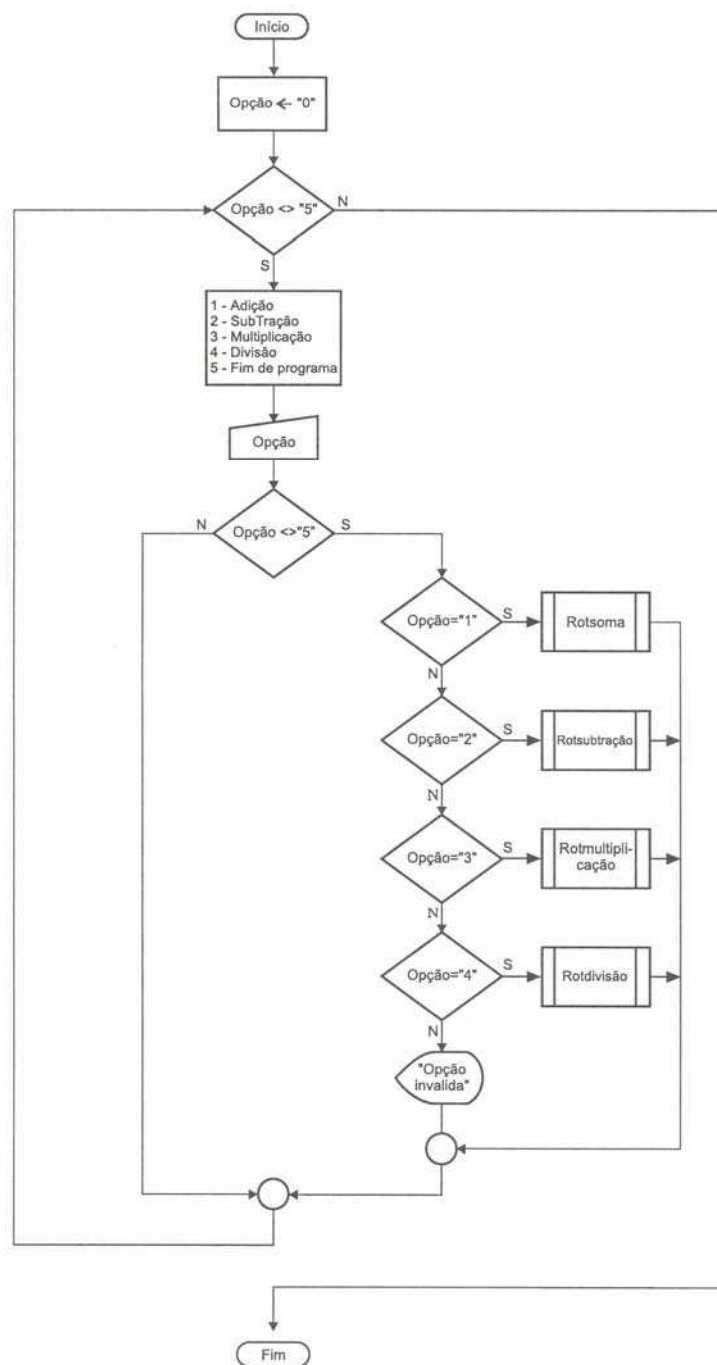 Início
Opção ← "0"
Opção <> "5"
N
S
1 - Adição
2 - SubTração
3 - Multiplicação
4 - Divisão
5 - Fim de programa
Opção
N
Opção <>"5"
S
Opção="1"
S
Rotsoma
N
Opção="2"
S
Rotsubtração
N
Opção="3"
S
Rotmultipli-
cação
N
Opção="4"
S
Rotdivisão
N
"Opção
invalida"
Fim